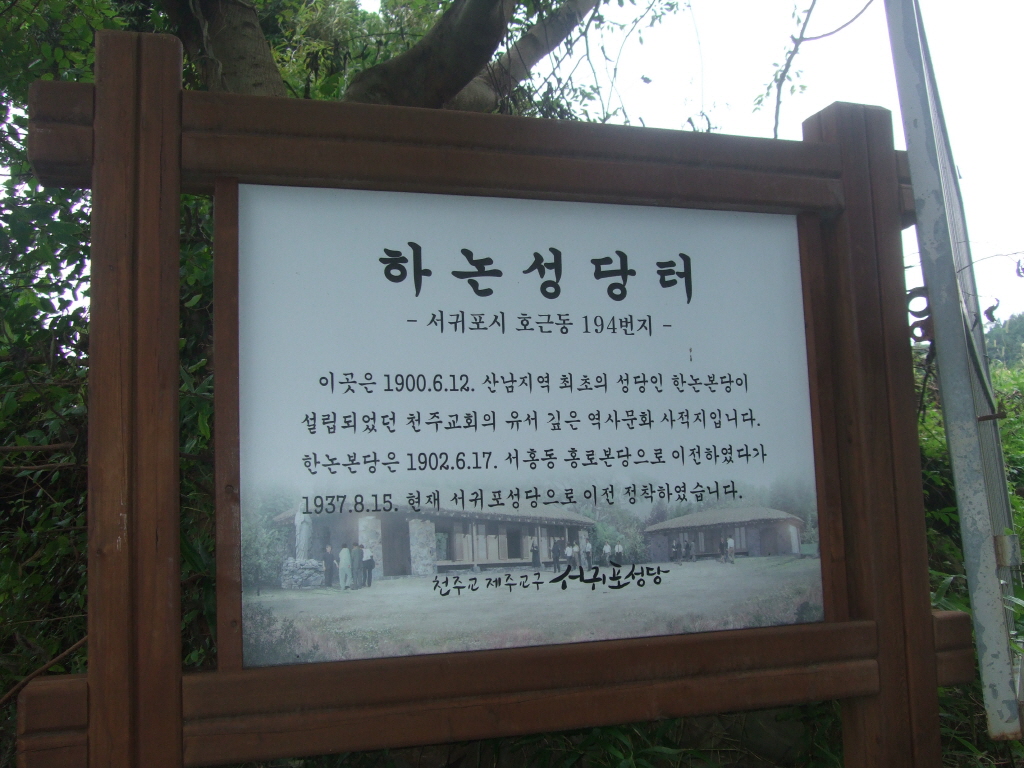 하논성당터
- 서귀포시 호근동 194번지 -
이곳은 1900.6.12. 산남지역 최초의 성당인 한논본당이
설립되었던 천주교회의 유서 깊은 역사문화 사적지입니다.
한논본당은 1902.6.17. 서홍동 홍로본당으로 이전하였다가
1937.8.15. 현재 서귀포성당으로 이전 정착하였습니다.
천주교 제주교구 서귀포성당